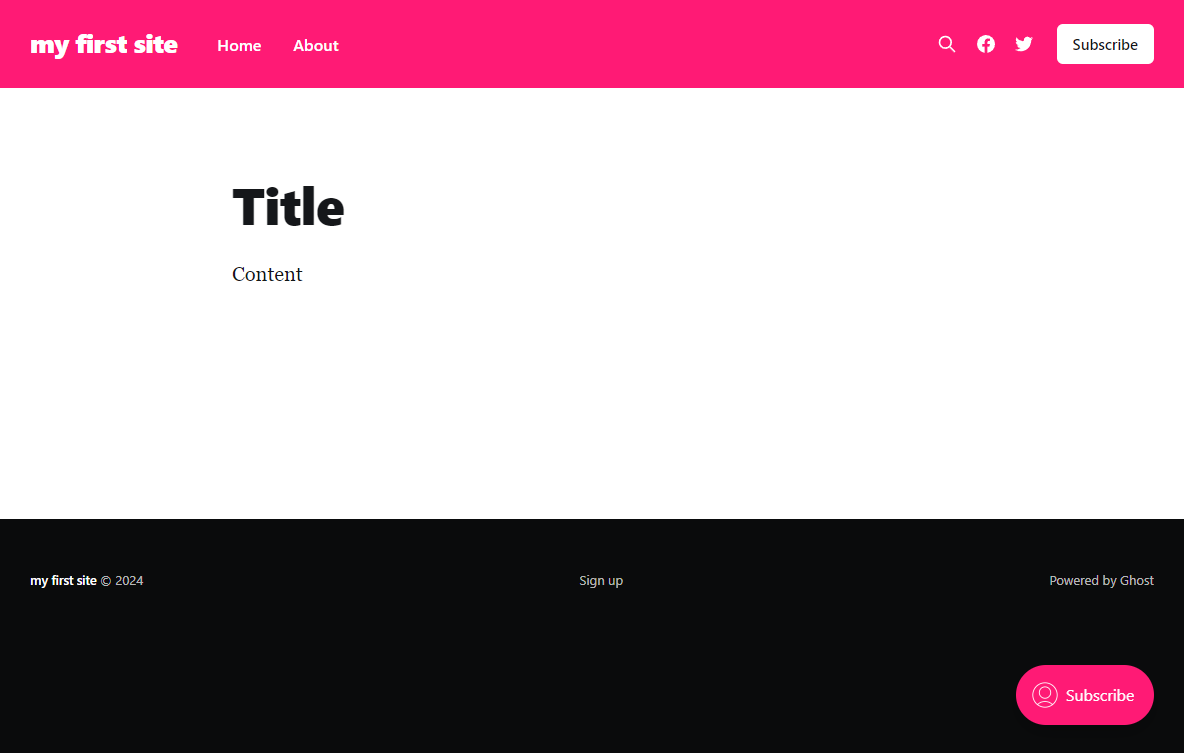 my first site Home About Subscribe
Title
Content
my first site © 2024 Sign up Powered by Ghost
Subscribe